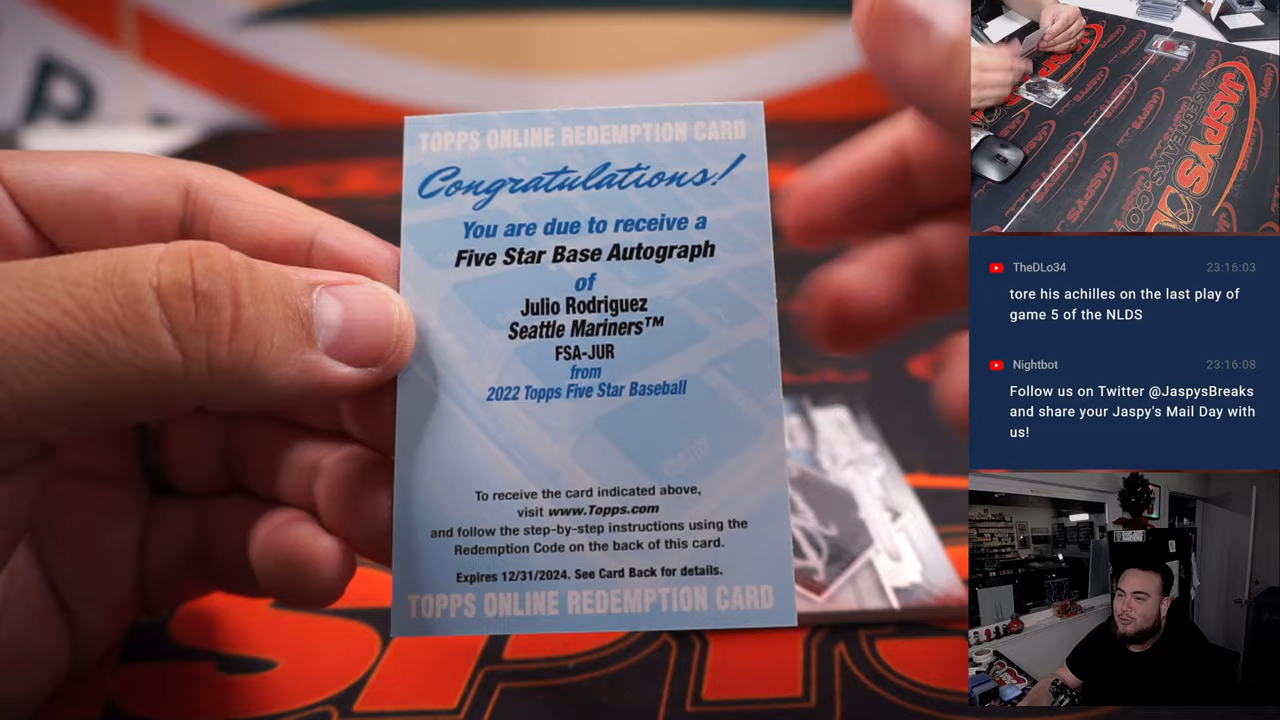 TOPPS ONLINE REDEMPTION CARD
Congratulations!
You are due to receive a
Five Star Base Autograph
of
Julio Rodriguez
Seattle Mariners™
FSA-JUR
from
2022 Topps Five Star Baseball
To receive the card indicated above,
visit www.Topps.com
and follow the step-by-step instructions using the
Redemption Code on the back of this card.
Expires 12/31/2024. See Card Back for details.
TOPPS ONLINE REDEMPTION CARD
JASPYS
CASEBREAKS.CO
TheDLo34 23:16:03
tore his achilles on the last play of
game 5 of the NLDS
Nightbot 23:16:08
Follow us on Twitter @JaspysBreaks
and share your Jaspy's Mail Day with
us!